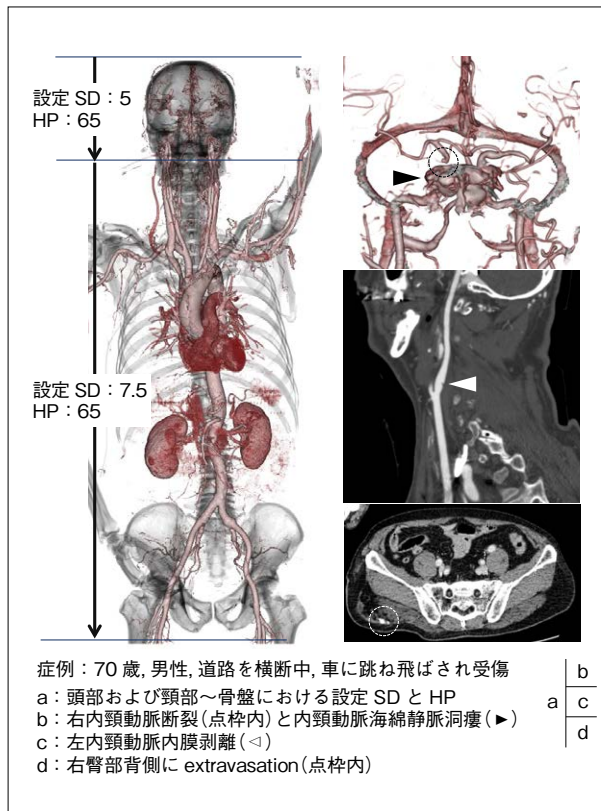 設定 SD：5
HP：65
設定 SD：7.5
HP：65
症例：70 歳, 男性, 道路を横断中, 車に跳ね飛ばされ受傷
a：頭部および頸部～骨盤における設定 SD と HP
b：右内頸動脈断裂(点枠内)と内頸動脈海綿静脈洞瘻(►)
c：左内頸動脈内膜剥離(◁)
d：右臀部背側に extravasation(点枠内)
a
b
c
d